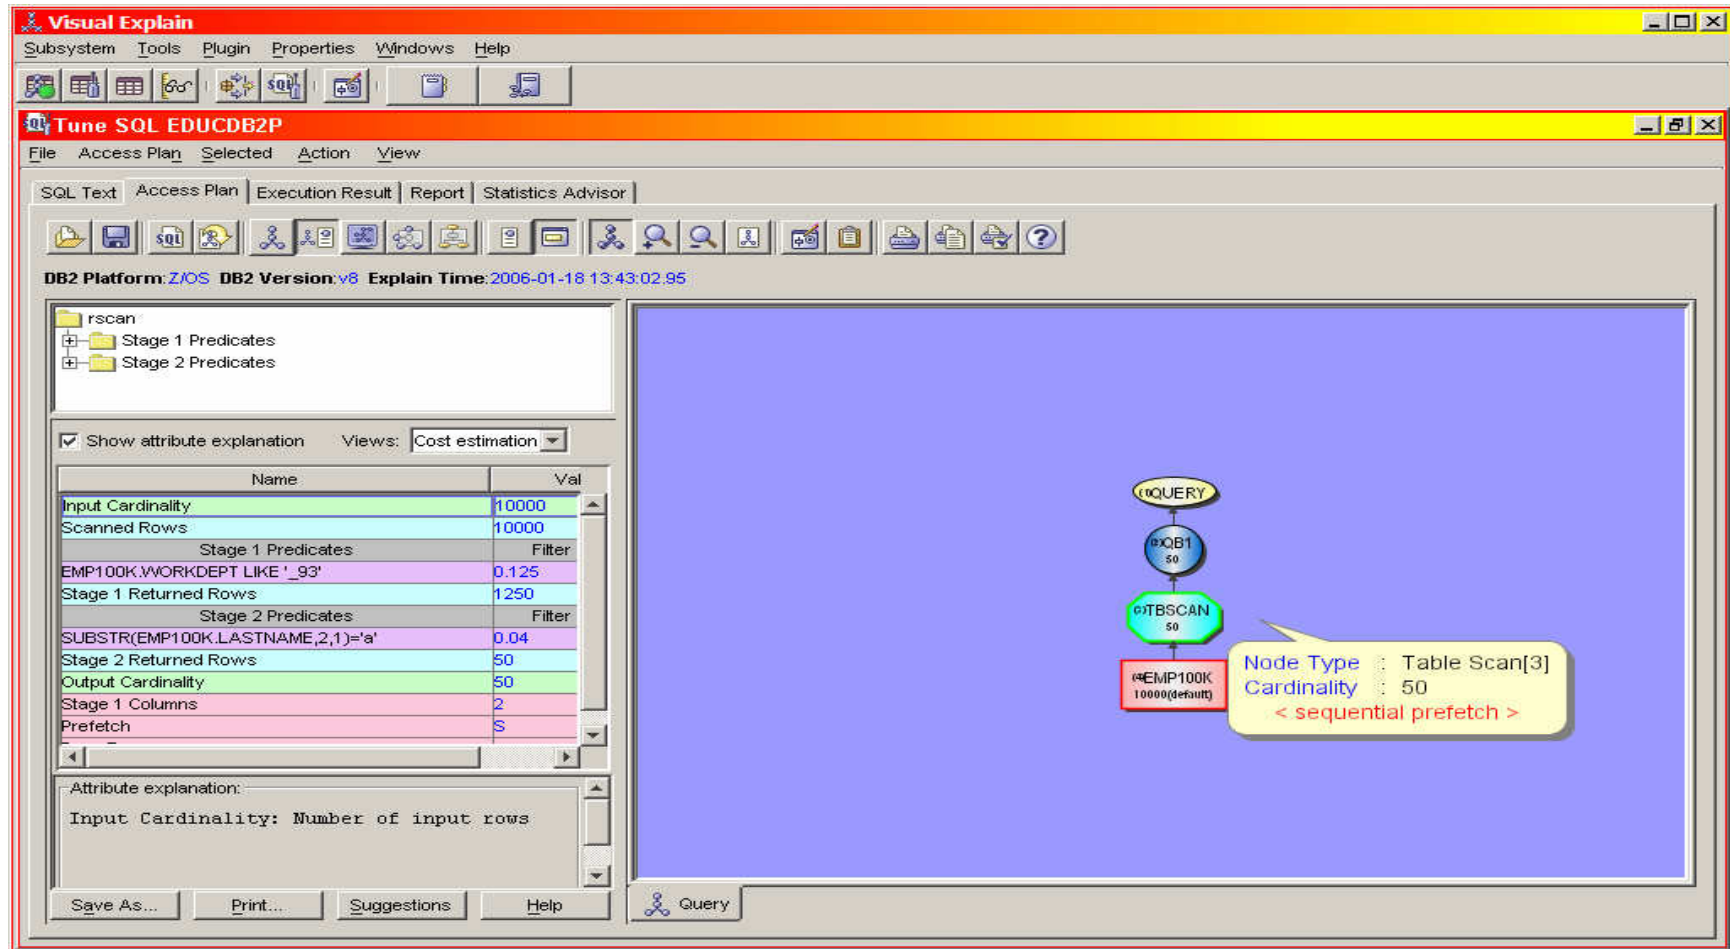 Visual Explain
Subsystem Tools Plugin Properties Windows Help
Tune SQL EDUCDB2P
File Access Plan Selected Action View
SQL Text Access Plan Execution Result Report Statistics Advisor
DB2 Platform:Z/OS DB2 Version:v8 Explain Time:2006-01-18 13:43:02.95
rscan
Stage 1 Predicates
Stage 2 Predicates
Show attribute explanation Views: Cost estimation
Name Val
Input Cardinality 10000
Scanned Rows 10000
Stage 1 Predicates Filter
EMP100K.WORKDEPT LIKE '_93' 0.125
Stage 1 Returned Rows 1250
Stage 2 Predicates Filter
SUBSTR(EMP100K.LASTNAME,2,1)='a' 0.04
Stage 2 Returned Rows 50
Output Cardinality 50
Stage 1 Columns 2
Prefetch S
Attribute explanation:
Input Cardinality: Number of input rows
Save As... Print... Suggestions Help
(1)QUERY
(2)QB1
50
(3)TBSCAN
50
(4)EMP100K
10000(default)
Node Type : Table Scan[3]
Cardinality : 50
< sequential prefetch >
Query